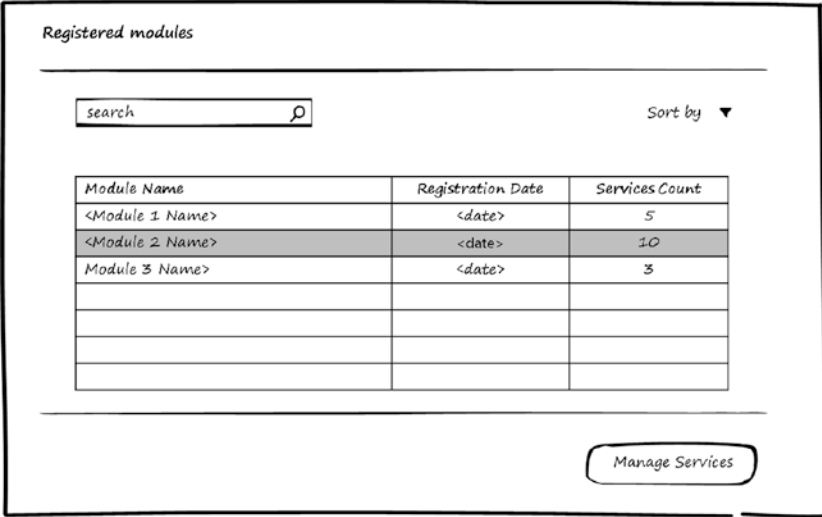 Registered modules
search
Sort by
Module Name Registration Date Services Count
<Module 1 Name> <date> 5
<Module 2 Name> <date> 10
Module 3 Name> <date> 3
Manage Services